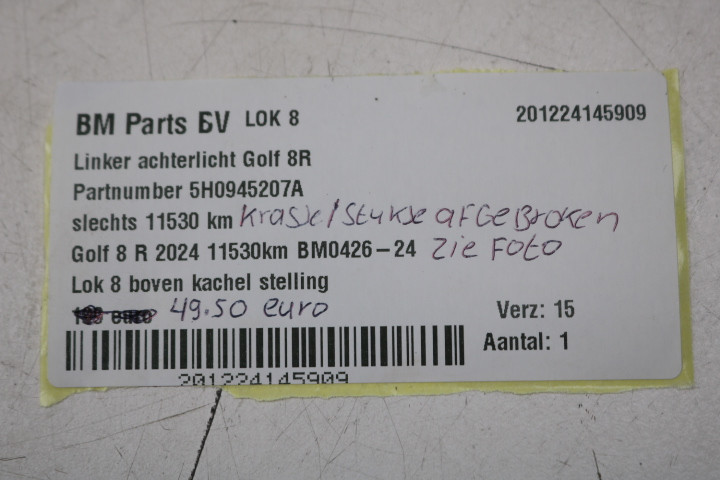 BM Parts BV LOK 8 201224145909
Linker achterlicht Golf 8R
Partnumber 5H0945207A
slechts 11530 km krasje/stukje afgebroken
Golf 8 R 2024 11530km BM0426-24 zie foto
Lok 8 boven kachel stelling
49.50 euro Verz: 15
Aantal: 1
201224145909